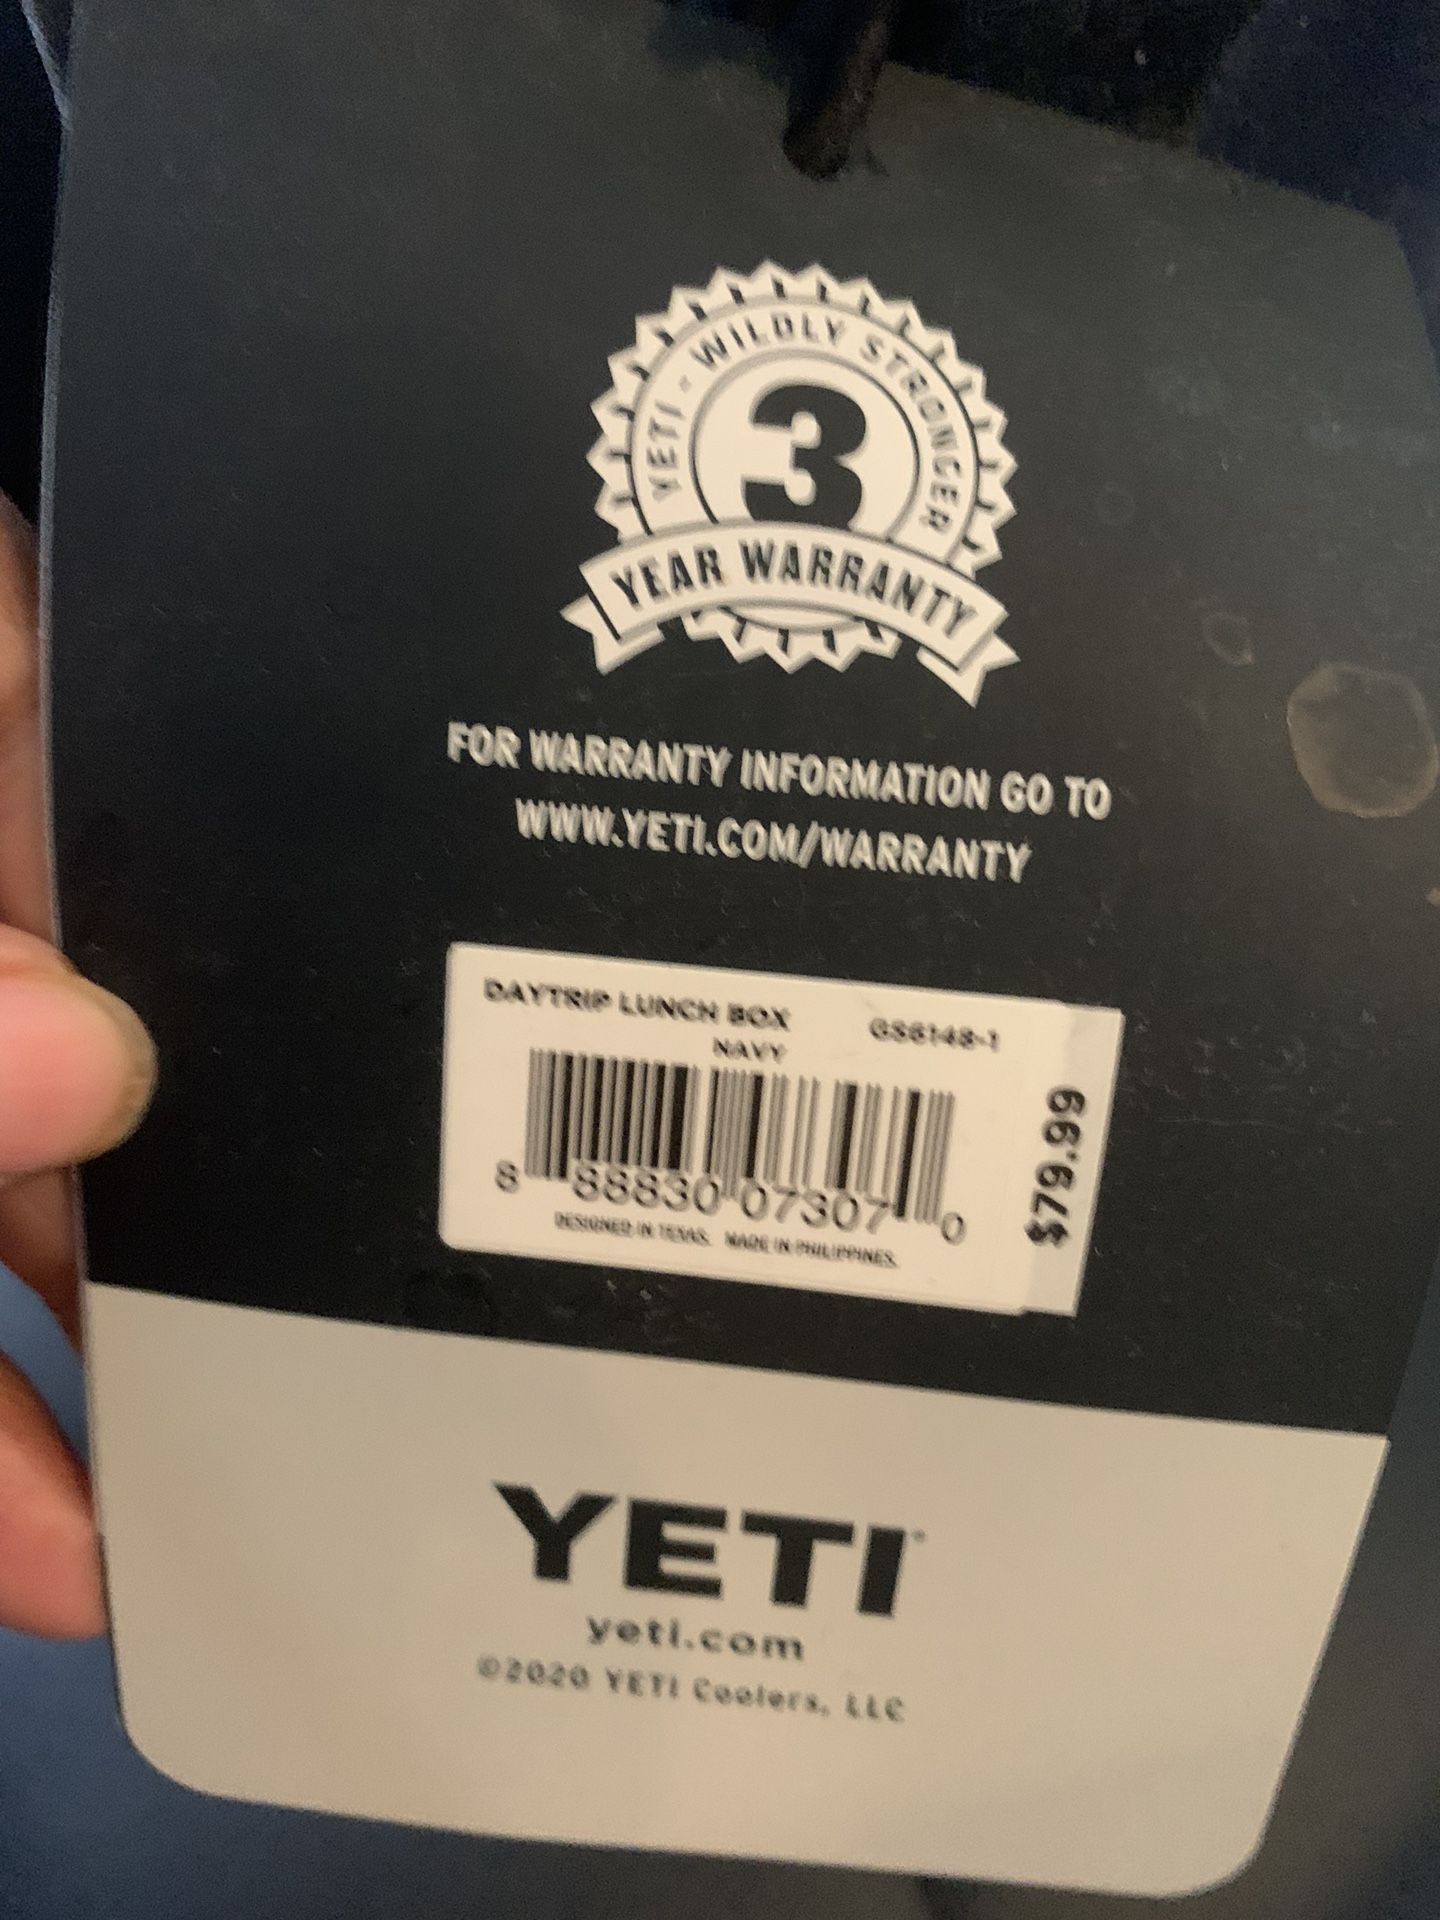 YETI - WILDLY STRONGER
3
YEAR WARRANTY
FOR WARRANTY INFORMATION GO TO
WWW.YETI.COM/WARRANTY
DAYTRIP LUNCH BOX GS6148-1
NAVY
8 88830 07307 0
$79.99
DESIGNED IN TEXAS. MADE IN PHILIPPINES.
YETI
yeti.com
©2020 YETI Coolers, LLC